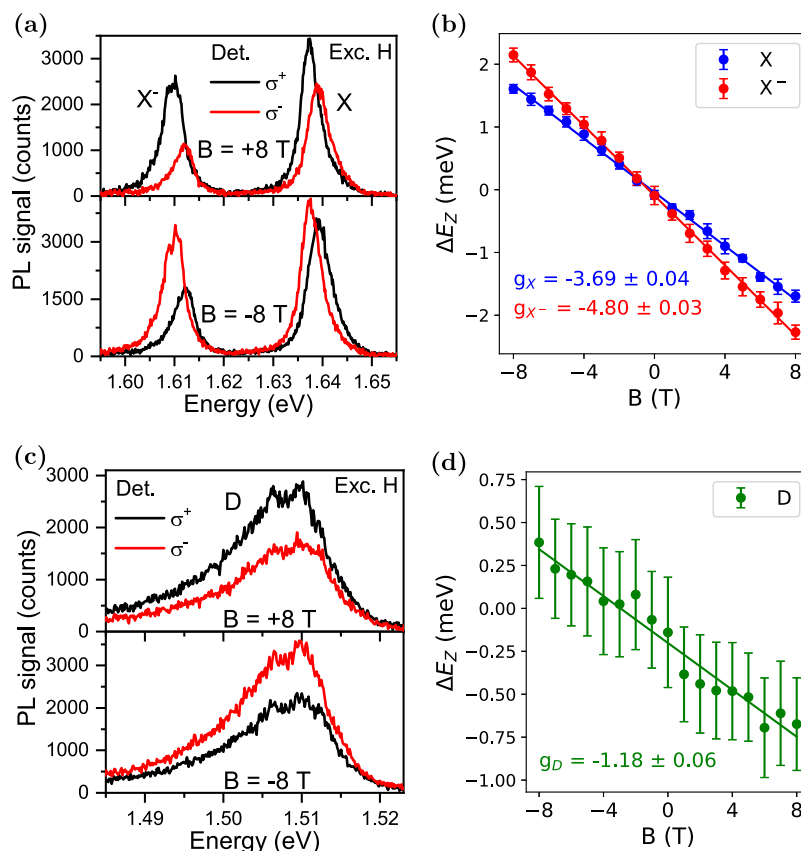 (a)
Det.
Exc. H
σ+
σ-
X-
X
B = +8 T
B = -8 T
3000
2000
1000
0
3000
1500
0
PL signal (counts)
1.60 1.61 1.62 1.63 1.64 1.65
Energy (eV)
(b)
X
X−
2
1
0
−1
−2
ΔE_Z (meV)
g_X = -3.69 ± 0.04
g_X− = -4.80 ± 0.03
−8 −4 0 4 8
B (T)
(c)
Det.
D
Exc. H
σ+
σ-
B = +8 T
B = -8 T
3000
2500
2000
1500
1000
500
0
3000
2000
1000
0
PL signal (counts)
1.49 1.50 1.51 1.52
Energy (eV)
(d)
D
0.75
0.50
0.25
0.00
−0.25
−0.50
−0.75
−1.00
ΔE_Z (meV)
g_D = -1.18 ± 0.06
−8 −4 0 4 8
B (T)